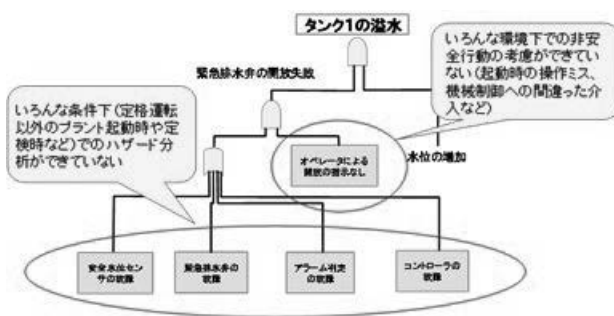 タンク1の溢水
緊急排水弁の開放失敗
いろんな環境下での非安
全行動の考慮ができてい
ない(起動時の操作ミス、
機械制御への間違った介
入など)
いろんな条件下(定格運転
以外のプラント起動時や定
検時など)でのハザード分
析ができていない
オペレータによる
開放の指示なし
水位の増加
安全水位セン
サの故障
緊急排水弁の
故障
アラーム判定
の故障
コントローラの
故障